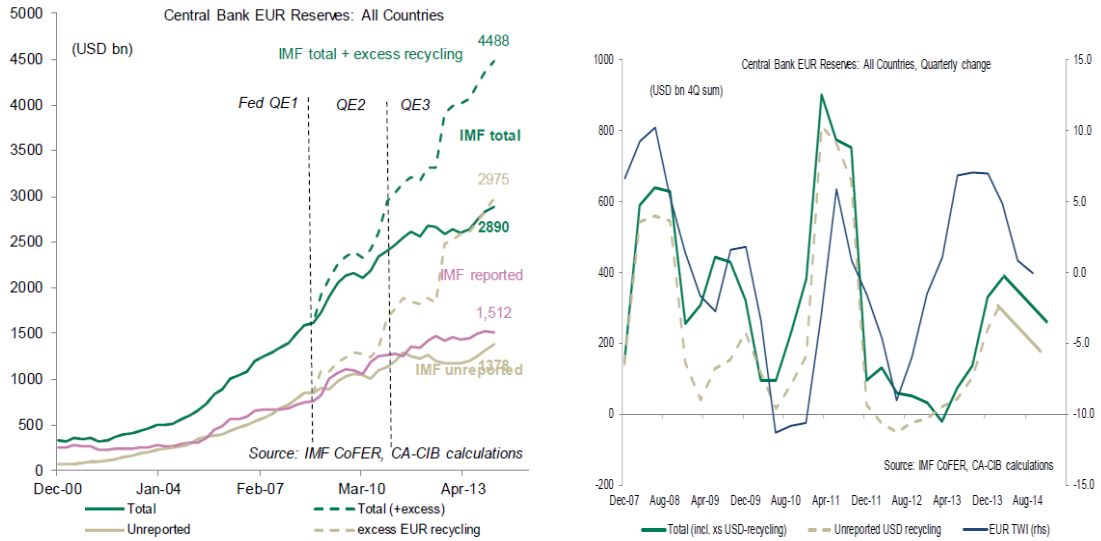 Central Bank EUR Reserves: All Countries
(USD bn)
4488
IMF total + excess recycling
Fed QE1
QE2
QE3
IMF total
2975
2890
IMF reported
1,512
1378
IMF unreported
Source: IMF CoFER, CA-CIB calculations
5000
4500
4000
3500
3000
2500
2000
1500
1000
500
0
Dec-00 Jan-04 Feb-07 Mar-10 Apr-13
Total Total (+excess)
Unreported excess EUR recycling
Central Bank EUR Reserves: All Countries, Quarterly change
(USD bn 4Q sum)
1000
800
600
400
200
0
-200
15.0
10.0
5.0
0.0
-5.0
-10.0
-15.0
Source: IMF CoFER, CA-CIB calculations
Dec-07 Aug-08 Apr-09 Dec-09 Aug-10 Apr-11 Dec-11 Aug-12 Apr-13 Dec-13 Aug-14
Total (incl. xs USD-recycling) Unreported USD recycling EUR TWI (rhs)